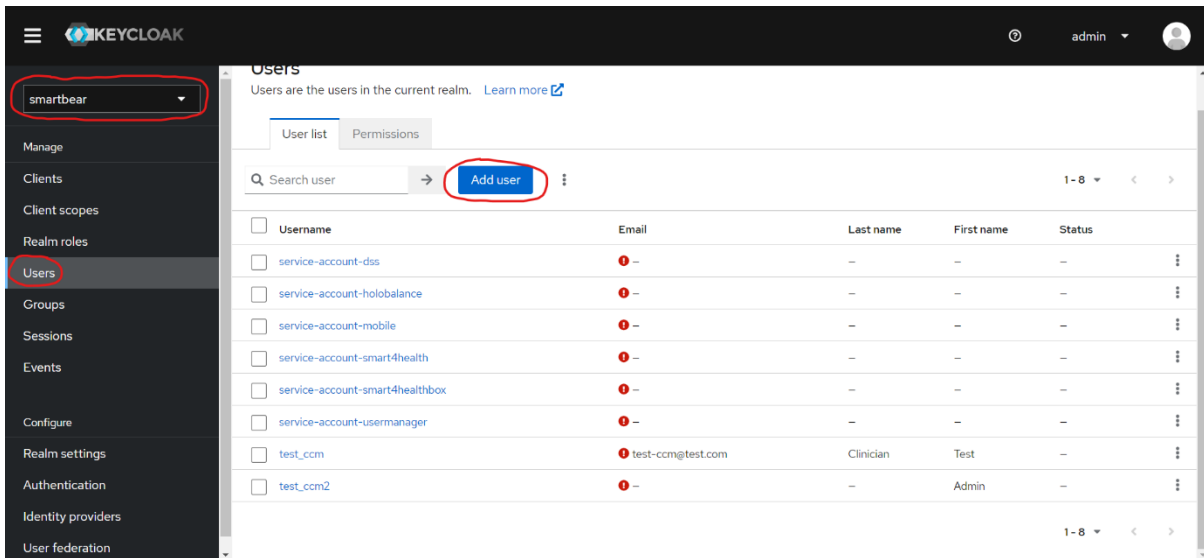 KEYCLOAK
admin
smartbear
Manage
Clients
Client scopes
Realm roles
Users
Groups
Sessions
Events
Configure
Realm settings
Authentication
Identity providers
User federation
Users
Users are the users in the current realm. Learn more
User list Permissions
Search user Add user 1 - 8
Username Email Last name First name Status
service-account-dss – – – –
service-account-holobalance – – – –
service-account-mobile – – – –
service-account-smart4health – – – –
service-account-smart4healthbox – – – –
service-account-usermanager – – – –
test_ccm test-ccm@test.com Clinician Test –
test_ccm2 – – Admin –
1 - 8